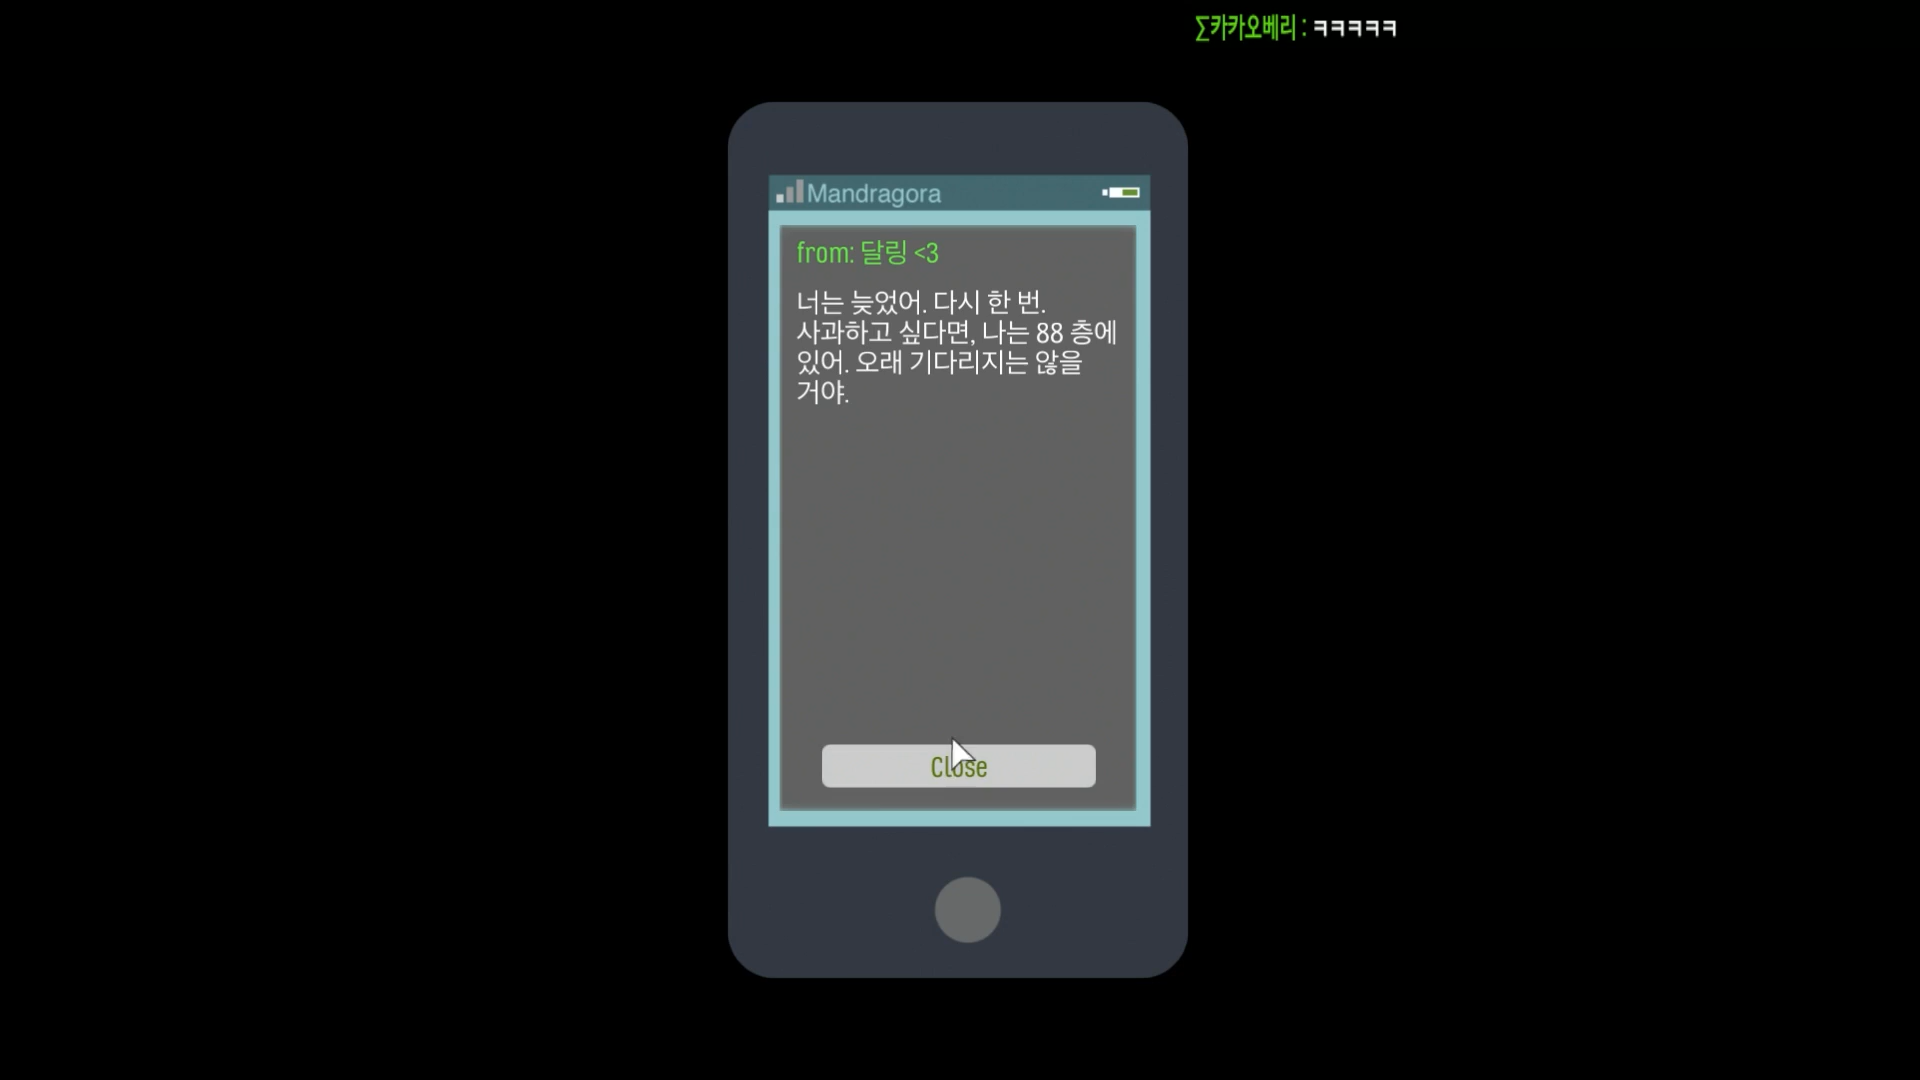 ∑카카오베리 : ㅋㅋㅋㅋㅋ
Mandragora
from: 달링 <3
너는 늦었어. 다시 한 번.
사과하고 싶다면, 나는 88 층에
있어. 오래 기다리지는 않을
거야.
Close